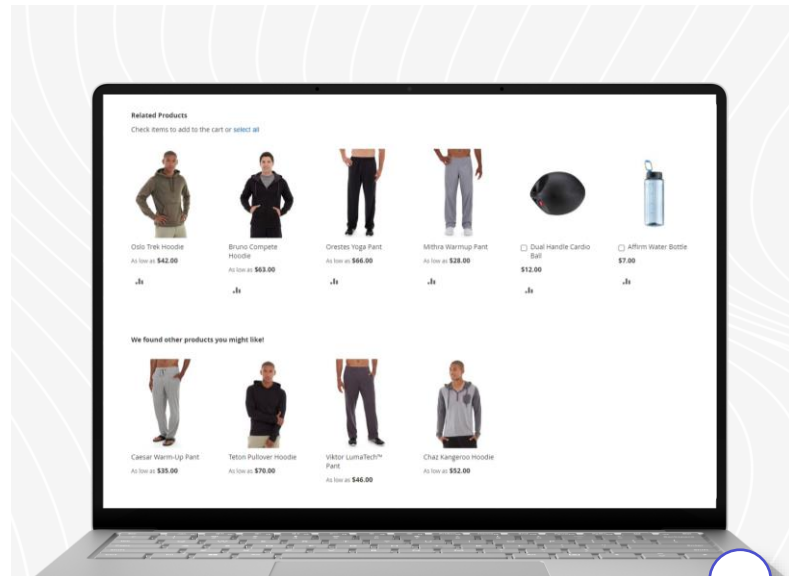 Related Products
Check items to add to the cart or select all
Oslo Trek Hoodie
As low as $42.00
Bruno Compete
Hoodie
As low as $63.00
Orestes Yoga Pant
As low as $66.00
Mithra Warmup Pant
As low as $28.00
Dual Handle Cardio
Ball
$12.00
Affirm Water Bottle
$7.00
We found other products you might like!
Caesar Warm-Up Pant
As low as $35.00
Teton Pullover Hoodie
As low as $70.00
Viktor LumaTech™
Pant
As low as $46.00
Chaz Kangeroo Hoodie
As low as $52.00